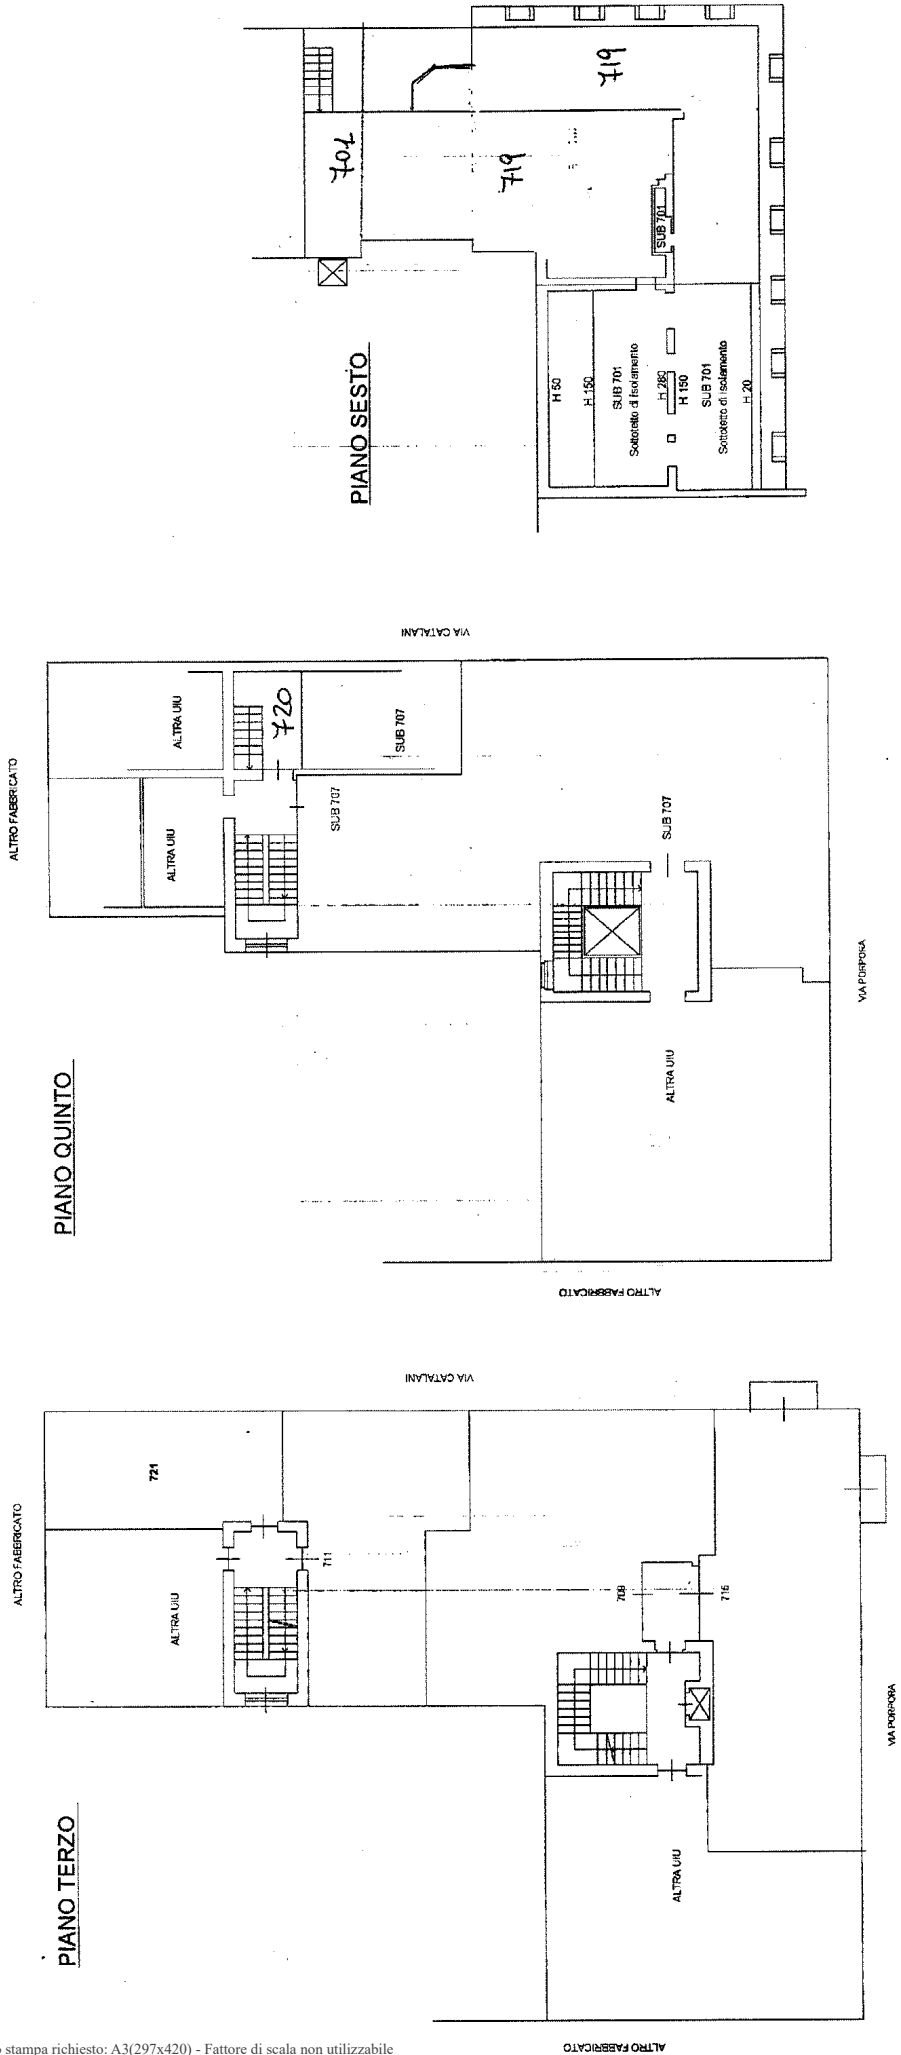 PIANO SESTO
701
719
719
SUB 701
H 50
H 150
SUB 701
Sottotetto di isolamento
H 280
H 150
SUB 701
Sottotetto di isolamento
H 20
PIANO QUINTO
ALTRO FABBRICATO
VIA CATALANI
ALTRA UIU
720
SUB 707
ALTRA UIU
SUB 707
SUB 707
ALTRA UIU
VIA PORPORA
ALTRO FABBRICATO
PIANO TERZO
ALTRO FABBRICATO
VIA CATALANI
721
ALTRA UIU
711
709
715
ALTRA UIU
VIA PORPORA
ALTRO FABBRICATO
stampa richiesto: A3(297x420) - Fattore di scala non utilizzabile